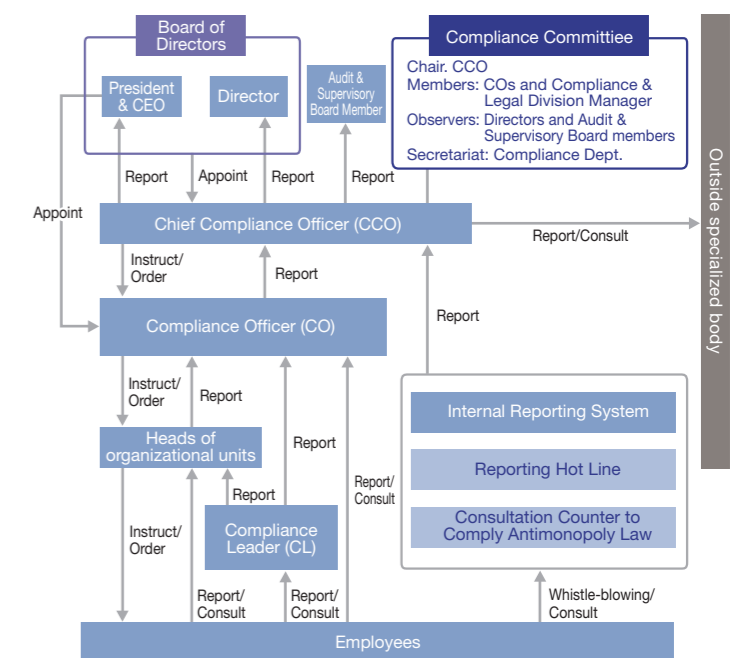 Board of
Directors
Compliance Committee
President
& CEO
Director
Audit &
Supervisory
Board Member
Chair. CCO
Members: COs and Compliance &
Legal Division Manager
Observers: Directors and Audit &
Supervisory Board members
Secretariat: Compliance Dept.
Outside specialized body
Report
Appoint
Report
Report
Appoint
Chief Compliance Officer (CCO)
Report/Consult
Instruct/
Order
Report
Compliance Officer (CO)
Report
Instruct/
Order
Report
Internal Reporting System
Heads of
organizational units
Report
Reporting Hot Line
Report/
Consult
Report
Consultation Counter to
Comply Antimonopoly Law
Compliance
Leader (CL)
Instruct/
Order
Report/
Consult
Report/
Consult
Whistle-blowing/
Consult
Employees